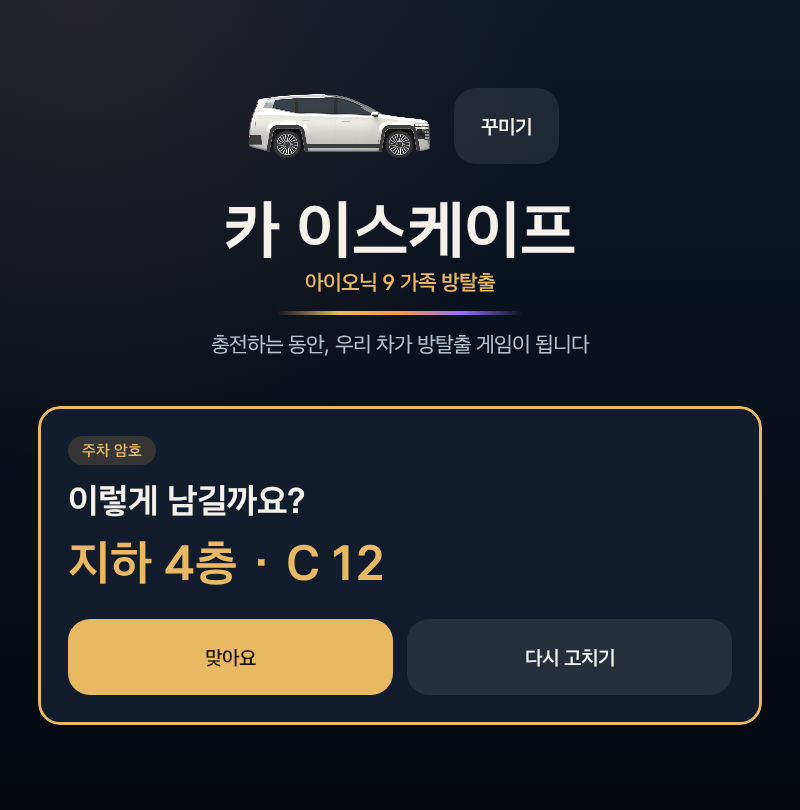 꾸미기
카 이스케이프
아이오닉 9 가족 방탈출
충전하는 동안, 우리 차가 방탈출 게임이 됩니다
주차 암호
이렇게 남길까요?
지하 4층 · C 12
맞아요
다시 고치기